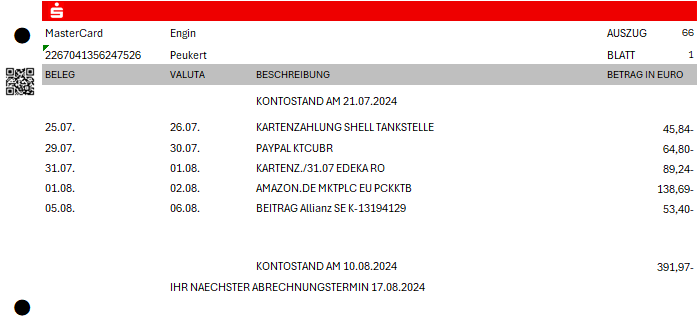 MasterCard Engin AUSZUG 66
2267041356247526 Peukert BLATT 1
BELEG VALUTA BESCHREIBUNG BETRAG IN EURO
KONTOSTAND AM 21.07.2024
25.07. 26.07. KARTENZAHLUNG SHELL TANKSTELLE 45,84-
29.07. 30.07. PAYPAL KTCUBR 64,80-
31.07. 01.08. KARTENZ./31.07 EDEKA RO 89,24-
01.08. 02.08. AMAZON.DE MKTPLC EU PCKKTB 138,69-
05.08. 06.08. BEITRAG Allianz SE K-13194129 53,40-
KONTOSTAND AM 10.08.2024 391,97-
IHR NAECHSTER ABRECHNUNGSTERMIN 17.08.2024